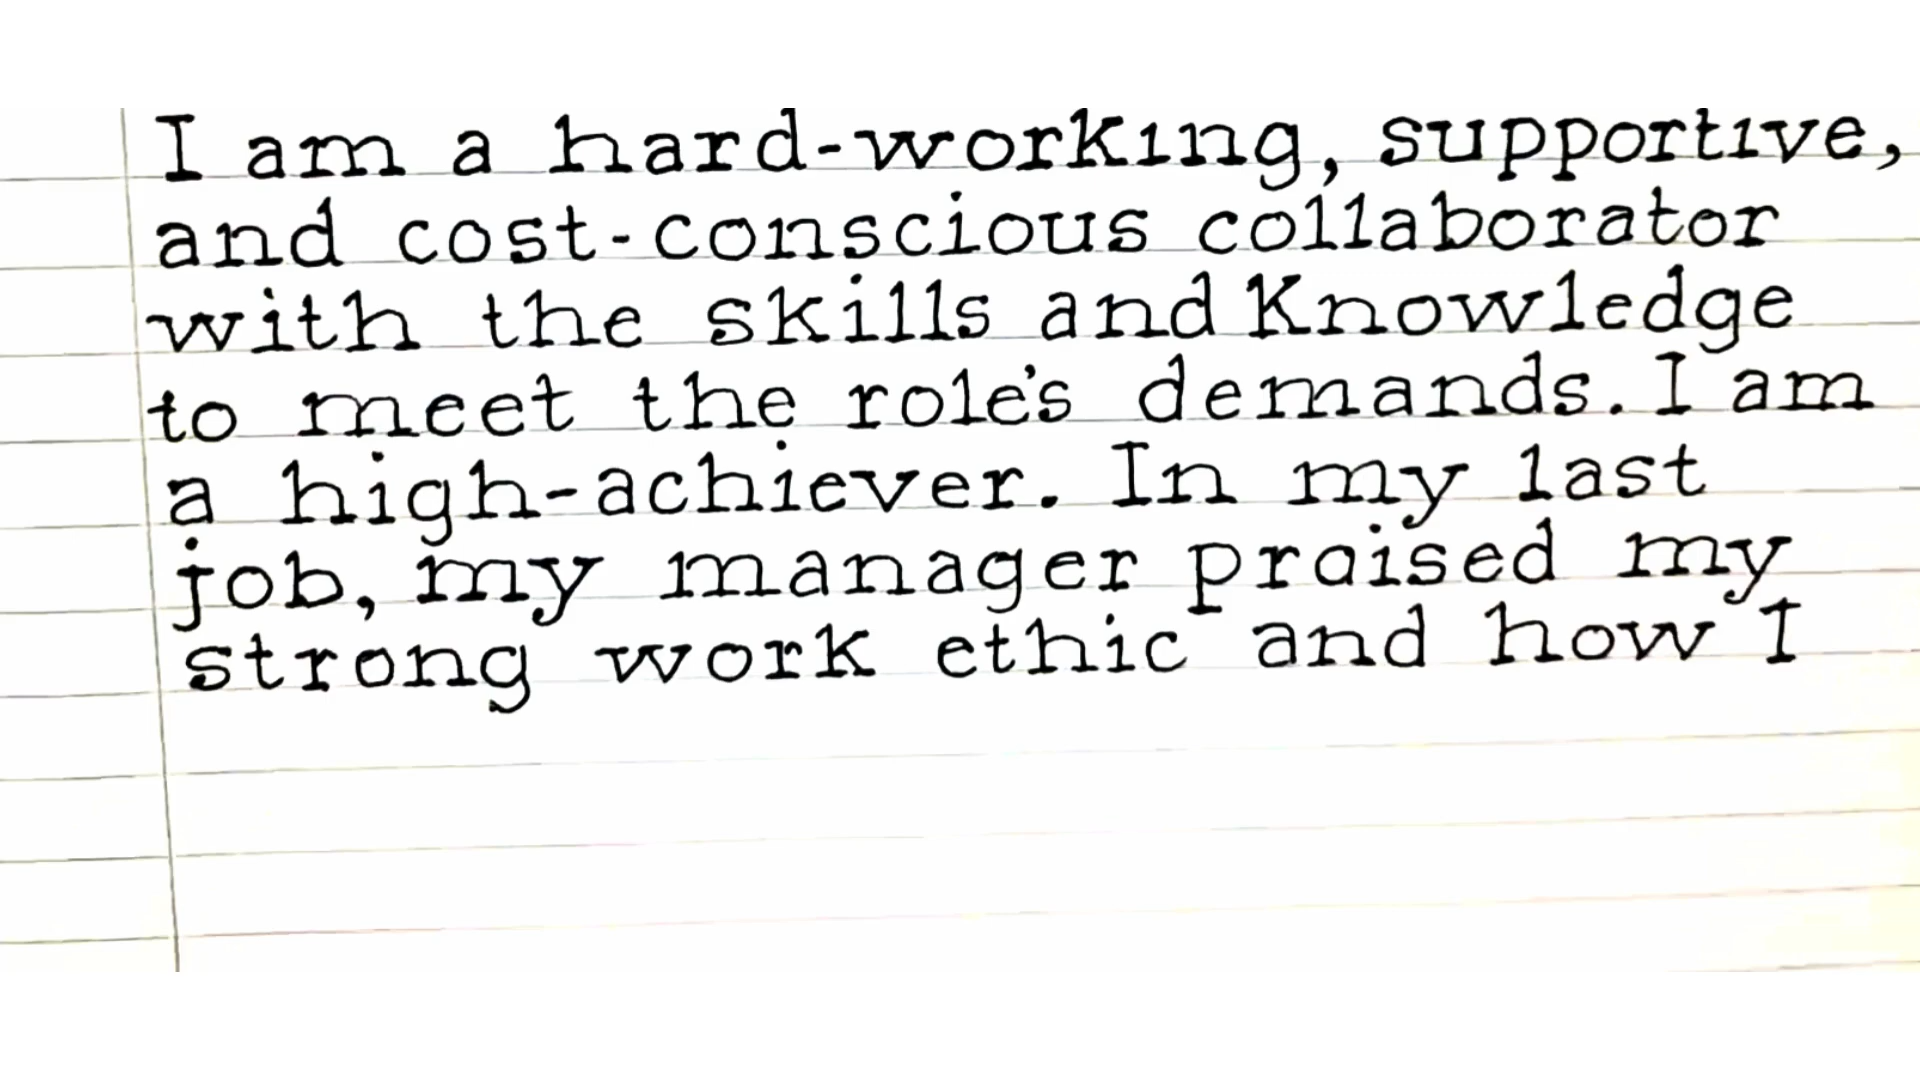 I am a hard-working, supportive,
and cost-conscious collaborator
with the skills and Knowledge
to meet the role's demands. I am
a high-achiever. In my last
job, my manager praised my
strong work ethic and how I